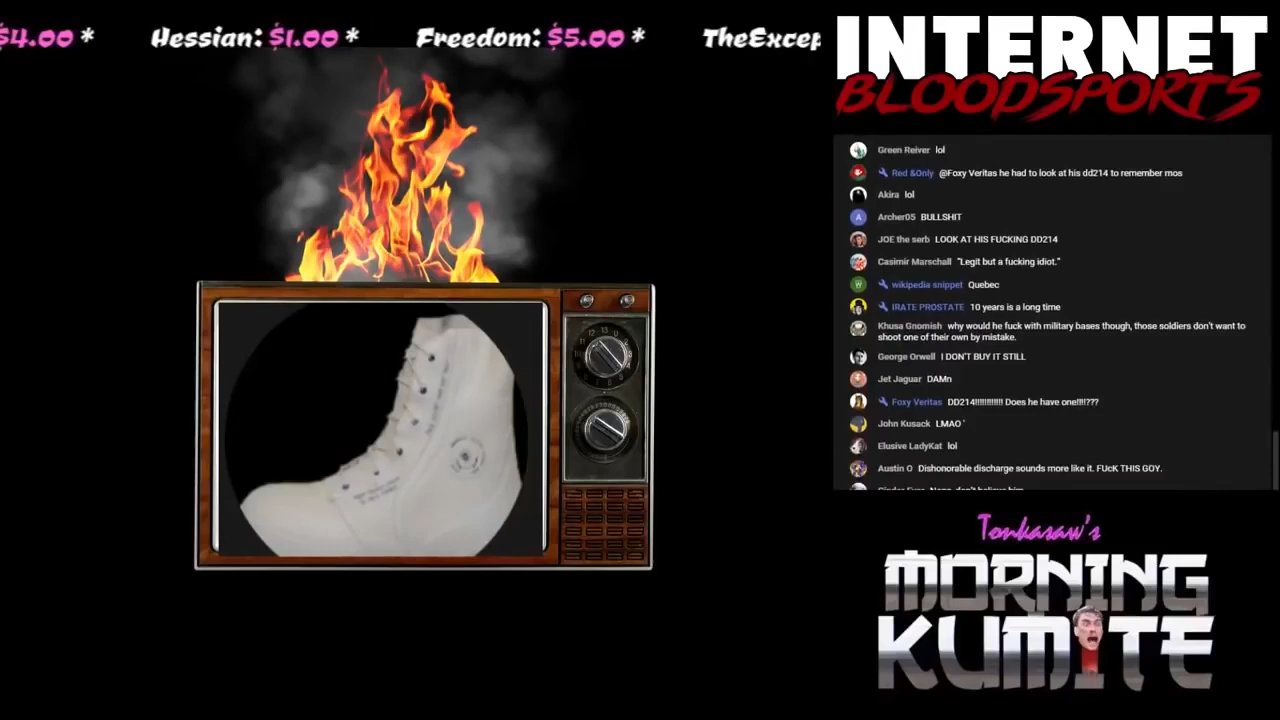 $4.00 * Hessian: $1.00 * Freedom: $5.00 * TheExcep
INTERNET
BLOODSPORTS
Green Reiver lol
Red &Only @Foxy Veritas he had to look at his dd214 to remember mos
Akira lol
A Archer05 BULLSHIT
JOE the serb LOOK AT HIS FUCKING DD214
Casimir Marschall "Legit but a fucking idiot."
W wikipedia snippet Quebec
IRATE PROSTATE 10 years is a long time
Khusa Gnomish why would he fuck with military bases though, those soldiers don't want to
shoot one of their own by mistake.
George Orwell I DON'T BUY IT STILL
Jet Jaguar DAMn
Foxy Veritas DD214!!!!!!!!!!!! Does he have one!!!!???
John Kusack LMAO '
Elusive LadyKat lol
Austin O Dishonorable discharge sounds more like it. FUcK THIS GOY.
Tonkasaw's
MORNING
KUMITE